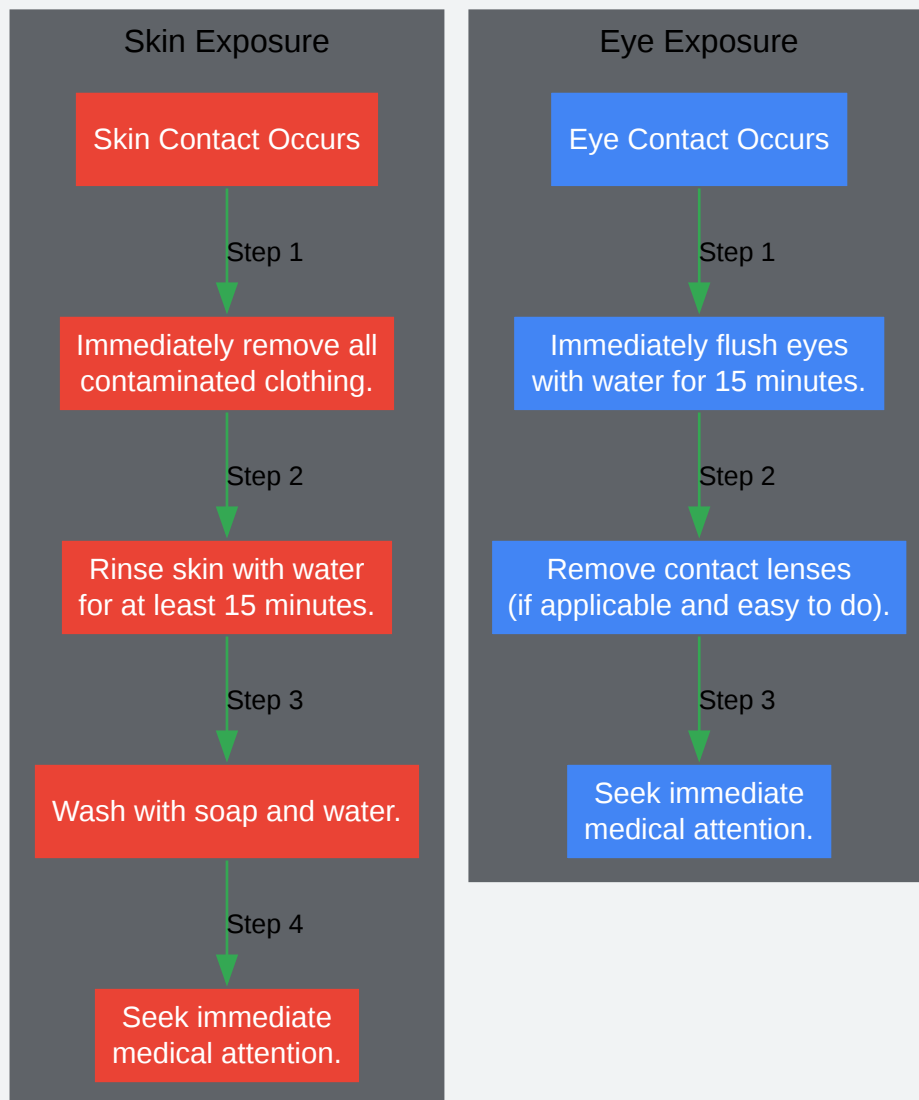 Skin Exposure
Skin Contact Occurs
Step 1
Immediately remove all
contaminated clothing.
Step 2
Rinse skin with water
for at least 15 minutes.
Step 3
Wash with soap and water.
Step 4
Seek immediate
medical attention.
Eye Exposure
Eye Contact Occurs
Step 1
Immediately flush eyes
with water for 15 minutes.
Step 2
Remove contact lenses
(if applicable and easy to do).
Step 3
Seek immediate
medical attention.